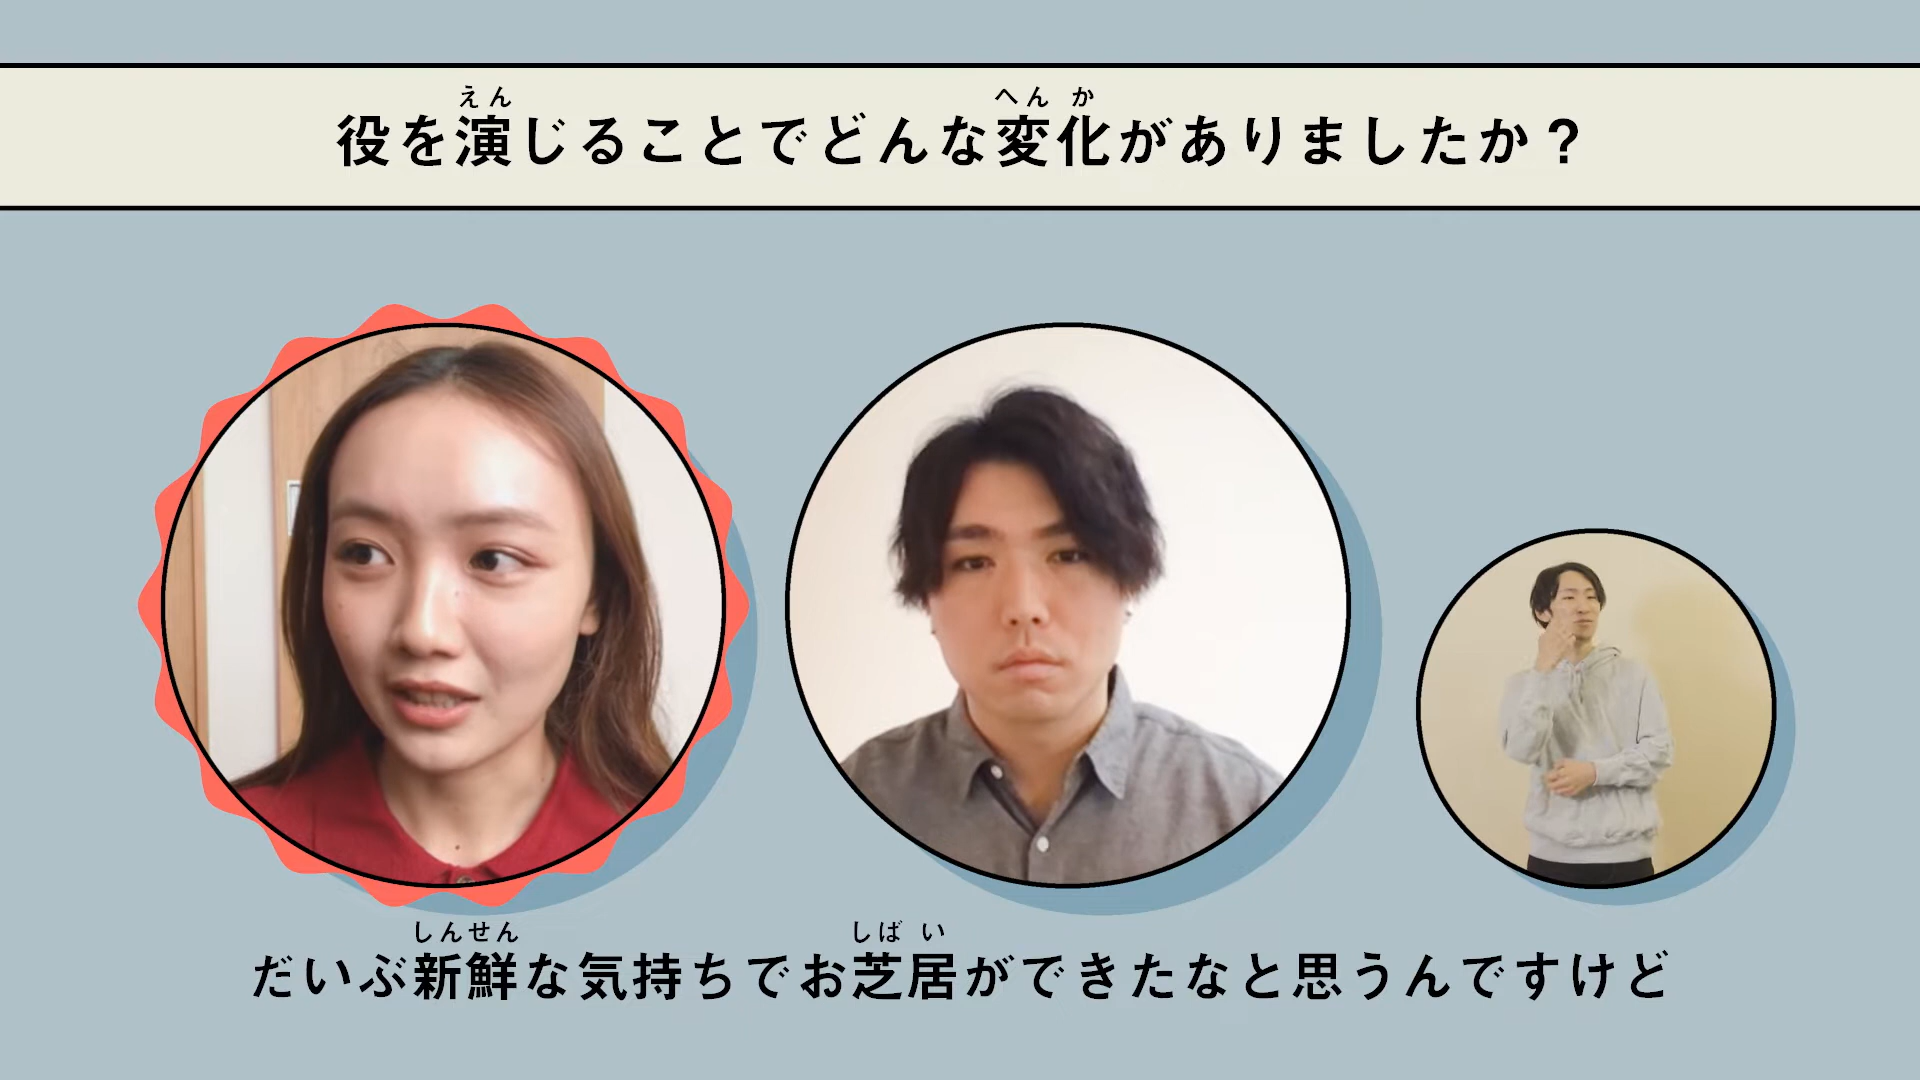 えん へんか
役を演じることでどんな変化がありましたか？
しんせん しばい
だいぶ新鮮な気持ちでお芝居ができたなと思うんですけど